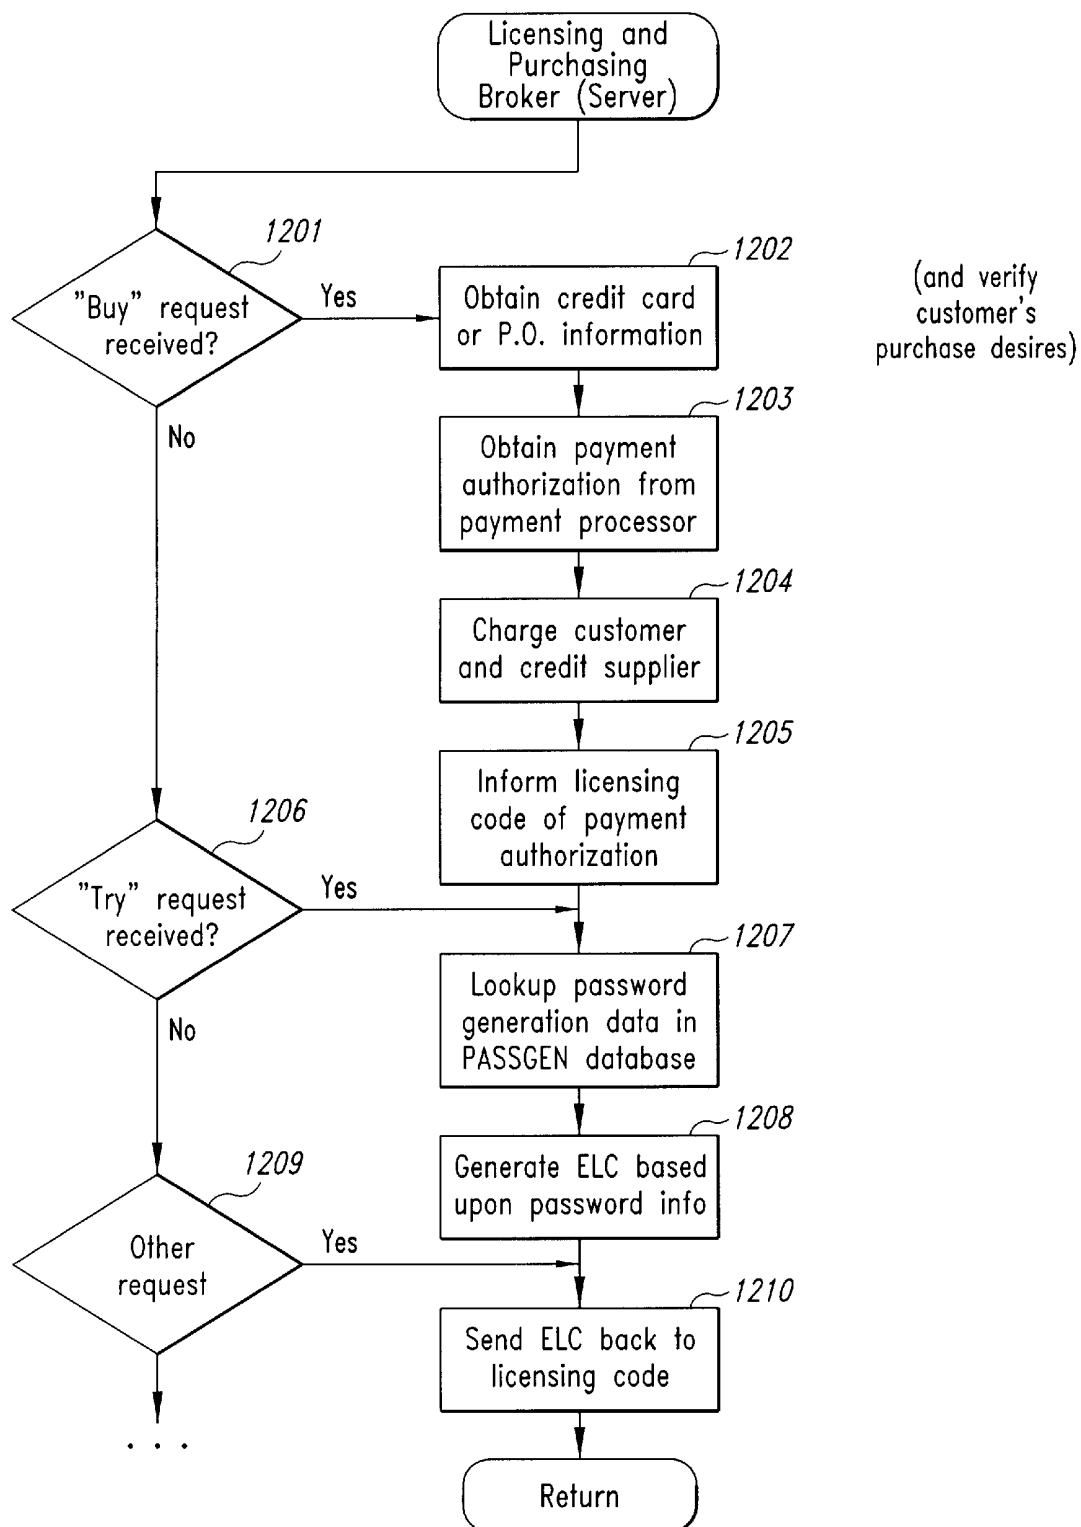 Licensing and
Purchasing
Broker (Server)
1201
"Buy" request
received?
Yes
No
1202
Obtain credit card
or P.O. information
(and verify
customer's
purchase desires)
1203
Obtain payment
authorization from
payment processor
1204
Charge customer
and credit supplier
1205
Inform licensing
code of payment
authorization
1206
"Try" request
received?
Yes
No
1207
Lookup password
generation data in
PASSGEN database
1208
Generate ELC based
upon password info
1209
Other
request
Yes
. . .
1210
Send ELC back to
licensing code
Return